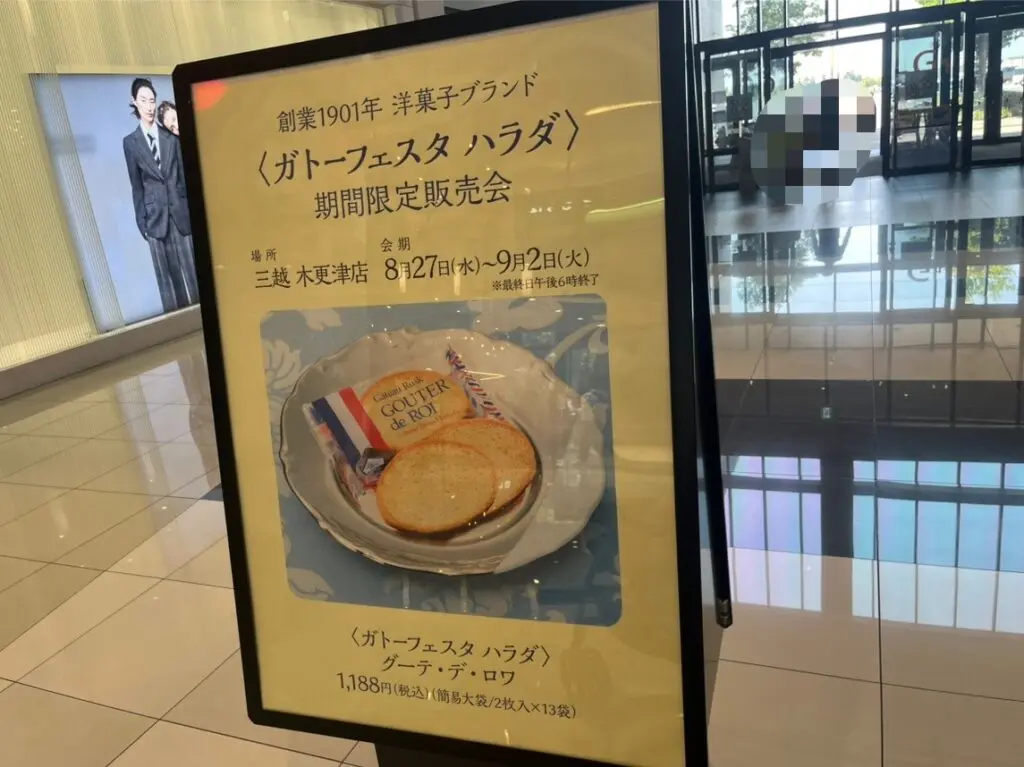 創業1901年 洋菓子ブランド
〈ガトーフェスタ ハラダ〉
期間限定販売会
場所
三越 木更津店
会期
8月27日(水)〜9月2日(火)
※最終日午後6時終了
Gateau Rusk
GOUTER
de ROI
〈ガトーフェスタ ハラダ〉
グーテ・デ・ロワ
1,188円(税込)(簡易大袋/2枚入×13袋)